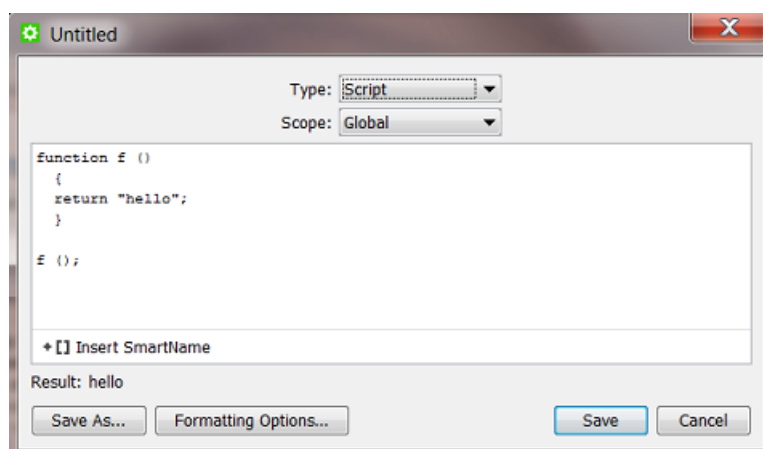 Untitled
X
Type: Script
Scope: Global
function f ()
{
return "hello";
}
f ();
+[] Insert SmartName
Result: hello
Save As... Formatting Options... Save Cancel